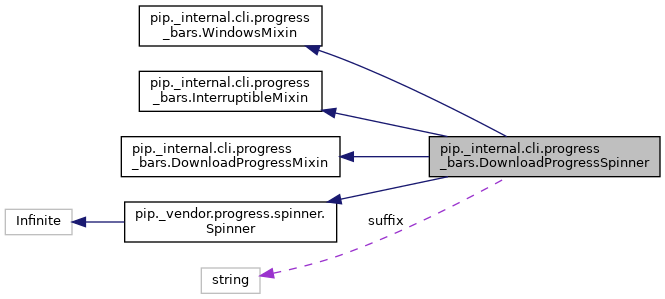 pip._internal.cli.progress
_bars.WindowsMixin
pip._internal.cli.progress
_bars.InterruptibleMixin
pip._internal.cli.progress
_bars.DownloadProgressMixin
pip._internal.cli.progress
_bars.DownloadProgressSpinner
Infinite
pip._vendor.progress.spinner.
Spinner
suffix
string